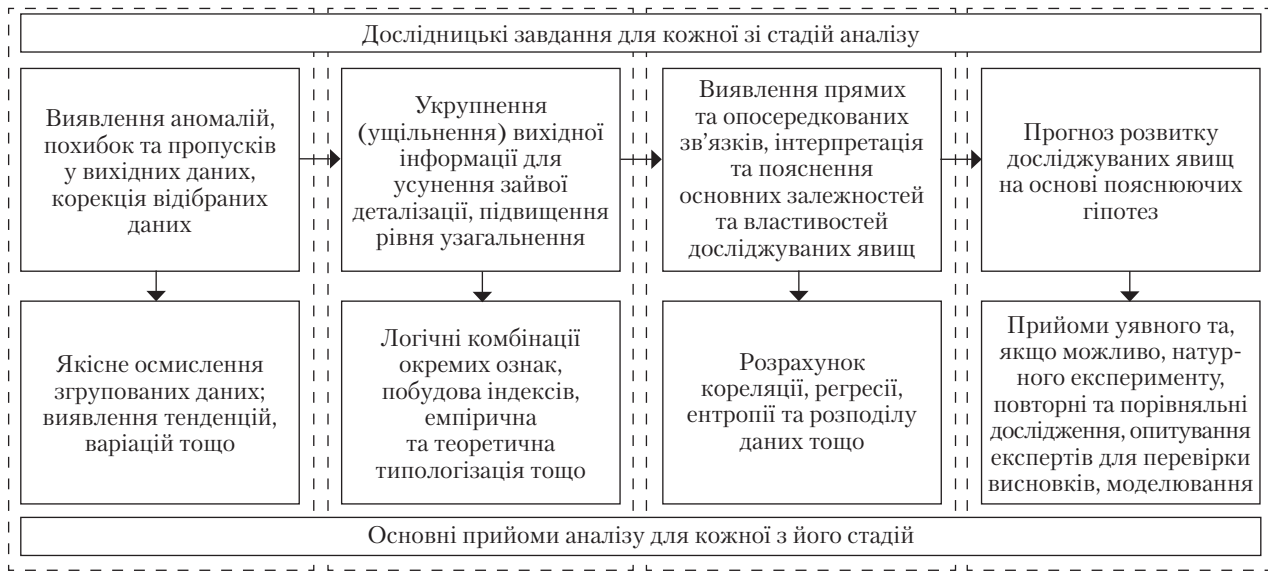 Дослідницькі завдання для кожної зі стадій аналізу
Виявлення аномалій,
похибок та пропусків
у вихідних даних,
корекція відібраних
даних
Укрупнення
(ущільнення) вихідної
інформації для
усунення зайвої
деталізації, підвищення
рівня узагальнення
Виявлення прямих
та опосередкованих
зв’язків, інтерпретація
та пояснення
основних залежностей
та властивостей
досліджуваних явищ
Прогноз розвитку
досліджуваних явищ
на основі пояснюючих
гіпотез
Якісне осмислення
згрупованих даних;
виявлення тенденцій,
варіацій тощо
Логічні комбінації
окремих ознак,
побудова індексів,
емпірична
та теоретична
типологізація тощо
Розрахунок
кореляції, регресії,
ентропії та розподілу
даних тощо
Прийоми уявного та,
якщо можливо, натур-
ного експерименту,
повторні та порівняльні
дослідження, опитування
експертів для перевірки
висновків, моделювання
Основні прийоми аналізу для кожної з його стадій